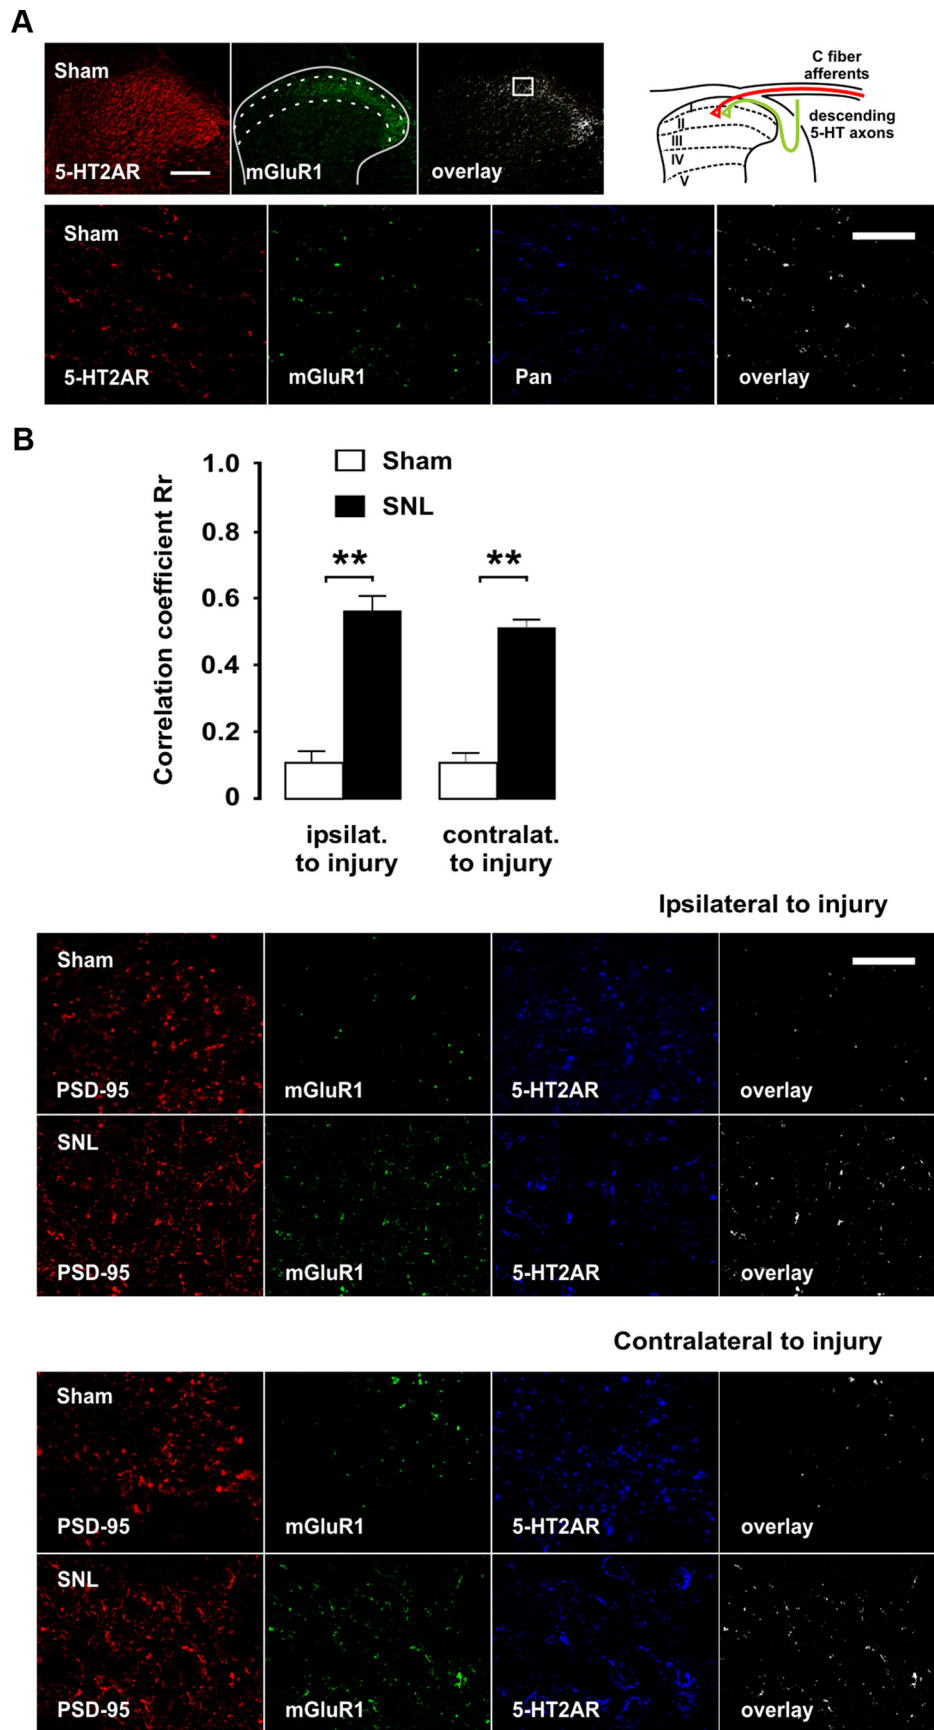 A
Sham
5-HT2AR
mGluR1
overlay
C fiber
afferents
descending
5-HT axons
I
II
III
IV
V
Sham
5-HT2AR
mGluR1
Pan
overlay
B
Correlation coefficient Rr
1.0
0.8
0.6
0.4
0.2
0
Sham
SNL
**
**
ipsilat.
to injury
contralat.
to injury
Ipsilateral to injury
Sham
PSD-95
mGluR1
5-HT2AR
overlay
SNL
PSD-95
mGluR1
5-HT2AR
overlay
Contralateral to injury
Sham
PSD-95
mGluR1
5-HT2AR
overlay
SNL
PSD-95
mGluR1
5-HT2AR
overlay